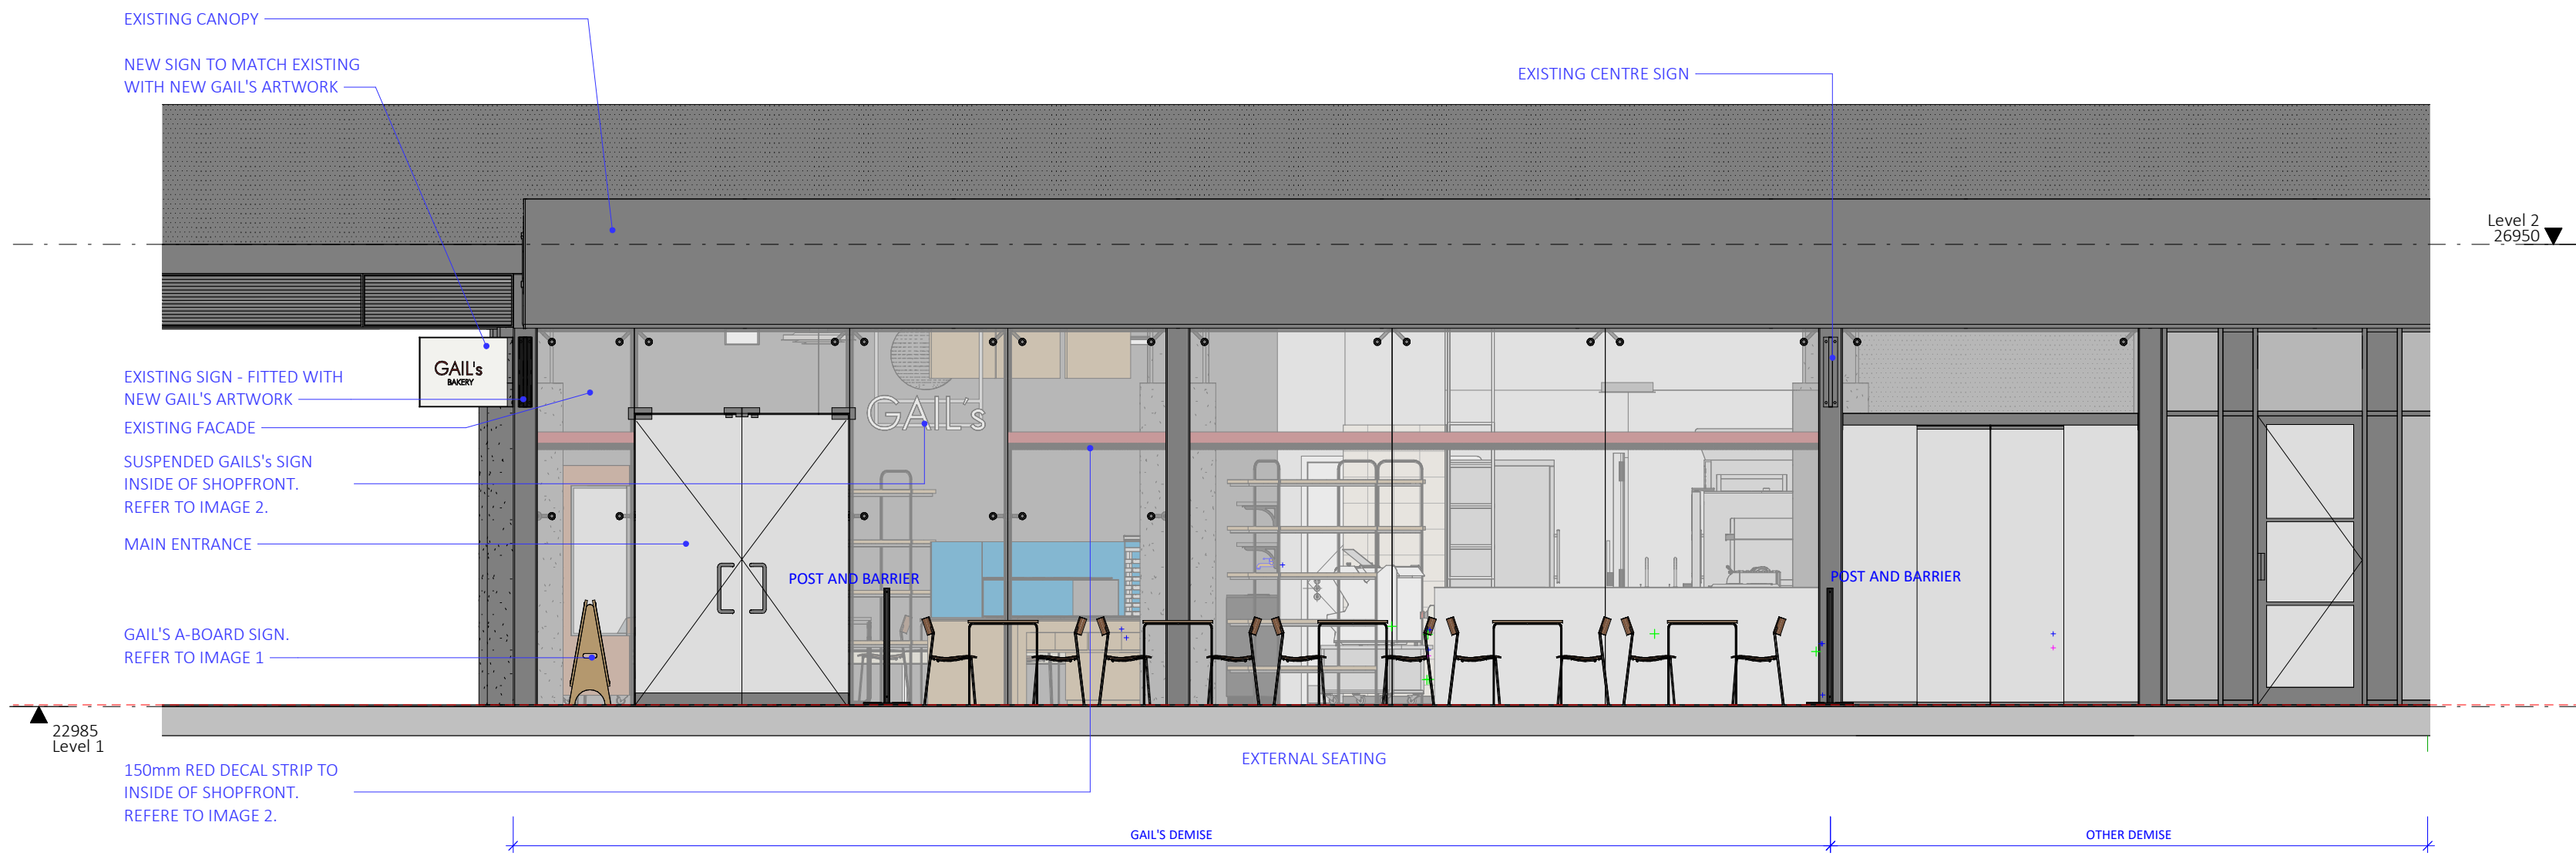 EXISTING CANOPY
NEW SIGN TO MATCH EXISTING
WITH NEW GAIL'S ARTWORK
EXISTING CENTRE SIGN
Level 2
26950
GAIL's
BAKERY
EXISTING SIGN - FITTED WITH
NEW GAIL'S ARTWORK
EXISTING FACADE
GAIL's
SUSPENDED GAILS's SIGN
INSIDE OF SHOPFRONT.
REFER TO IMAGE 2.
MAIN ENTRANCE
POST AND BARRIER
POST AND BARRIER
GAIL'S A-BOARD SIGN.
REFER TO IMAGE 1
22985
Level 1
EXTERNAL SEATING
150mm RED DECAL STRIP TO
INSIDE OF SHOPFRONT.
REFERE TO IMAGE 2.
GAIL'S DEMISE
OTHER DEMISE